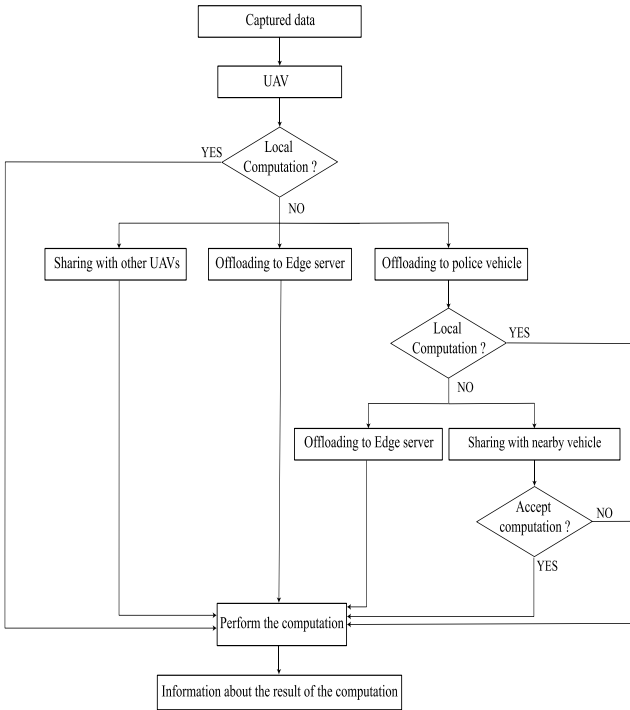 Captured data
UAV
Local
Computation ?
YES
NO
Sharing with other UAVs
Offloading to Edge server
Offloading to police vehicle
Local
Computation ?
YES
NO
Offloading to Edge server
Sharing with nearby vehicle
Accept
computation ?
NO
YES
Perform the computation
Information about the result of the computation